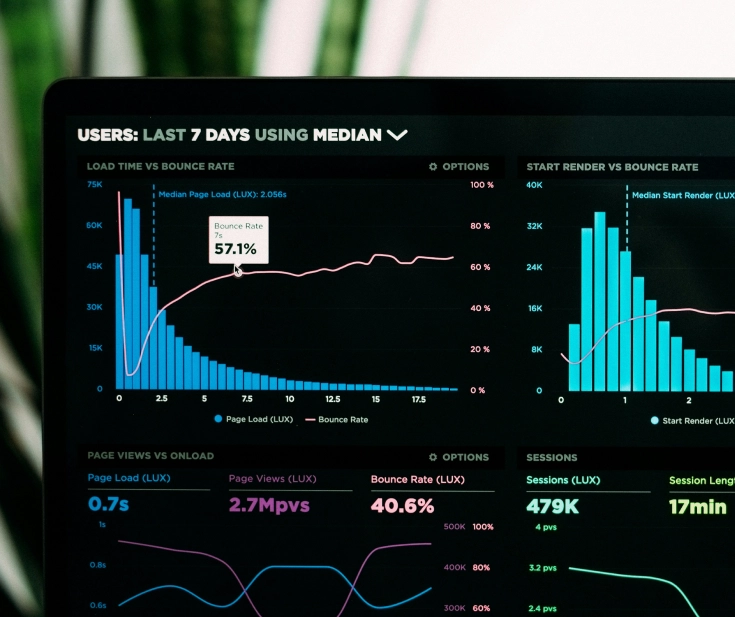 USERS: LAST 7 DAYS USING MEDIAN
LOAD TIME VS BOUNCE RATE
OPTIONS
75K
60K
45K
30K
15K
0
Median Page Load (LUX): 2.056s
Bounce Rate
7s
57.1%
100 %
80 %
60 %
40 %
20 %
0 %
0 2.5 5 7.5 10 12.5 15 17.5
Page Load (LUX) Bounce Rate
START RENDER VS BOUNCE RATE
40K
32K
24K
16K
8K
0
Median Start Render (LUX
0 1 2
Start Render (LUX
PAGE VIEWS VS ONLOAD
OPTIONS
Page Load (LUX) Page Views (LUX) Bounce Rate (LUX)
0.7s 2.7Mpvs 40.6%
1s 500K 100%
0.8s 400K 80%
0.6s 300K 60%
SESSIONS
Sessions (LUX) Session Leng
479K 17min
4 pvs
3.2 pvs
2.4 pvs